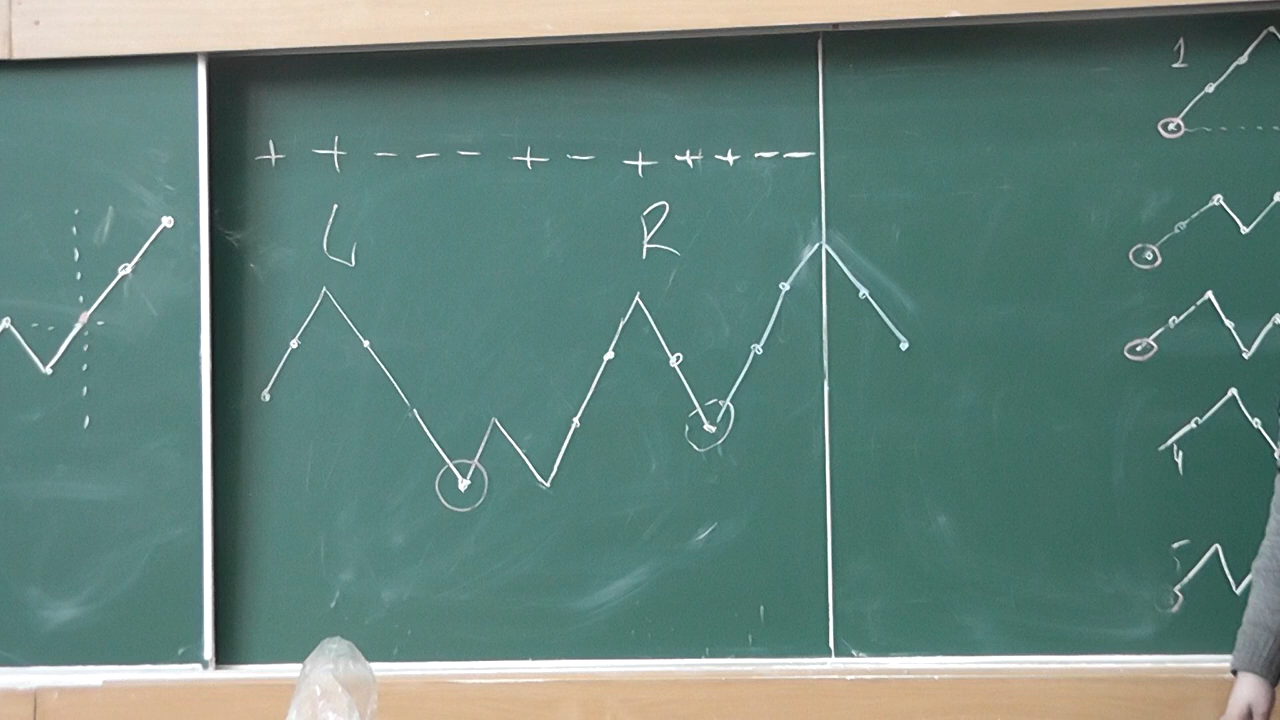 1
+ + - - - + - + + + - -
L R
4
5